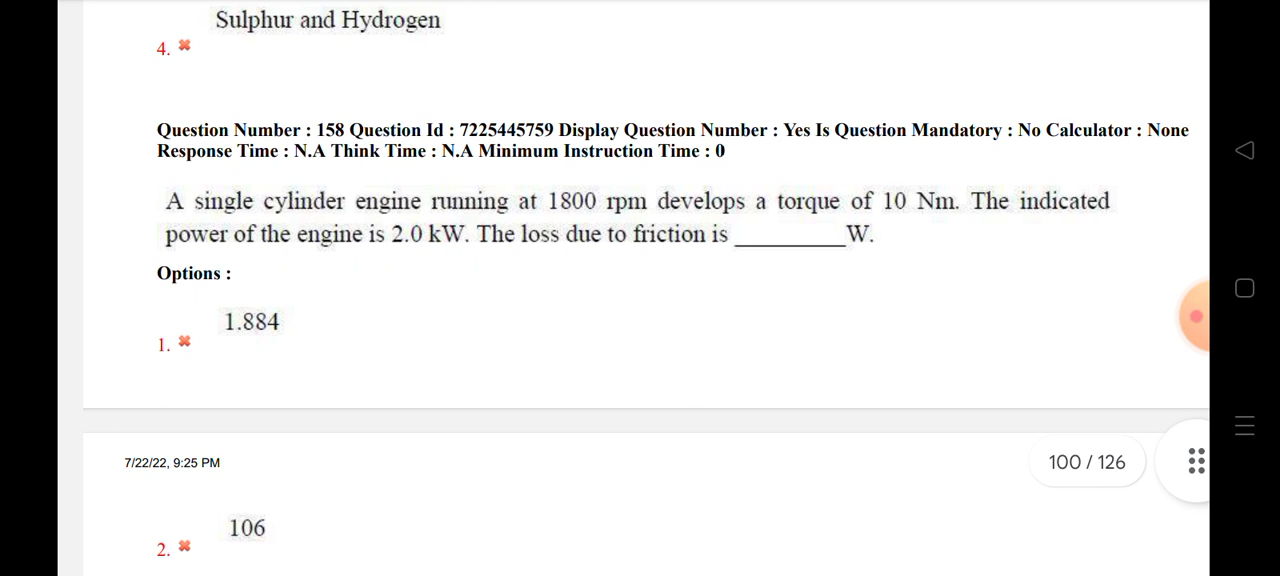 Sulphur and Hydrogen
4.
Question Number : 158 Question Id : 7225445759 Display Question Number : Yes Is Question Mandatory : No Calculator : None
Response Time : N.A Think Time : N.A Minimum Instruction Time : 0
A single cylinder engine running at 1800 rpm develops a torque of 10 Nm. The indicated
power of the engine is 2.0 kW. The loss due to friction is _________W.
Options :
1.884
1.
7/22/22, 9:25 PM
100 / 126
106
2.